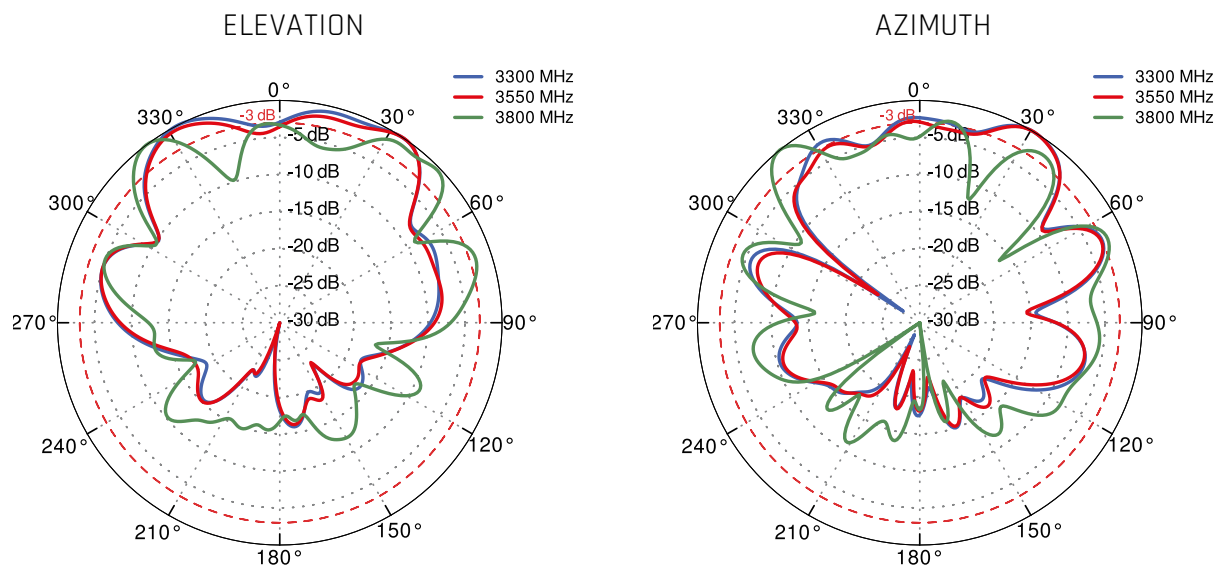 ELEVATION
3300 MHz
3550 MHz
3800 MHz
0°
-3 dB
330°
30°
-5 dB
-10 dB
300°
60°
-15 dB
-20 dB
-25 dB
270°
-30 dB
90°
240°
120°
210°
150°
180°
AZIMUTH
3300 MHz
3550 MHz
3800 MHz
0°
-3 dB
330°
30°
-5 dB
-10 dB
300°
60°
-15 dB
-20 dB
-25 dB
270°
-30 dB
90°
240°
120°
210°
150°
180°